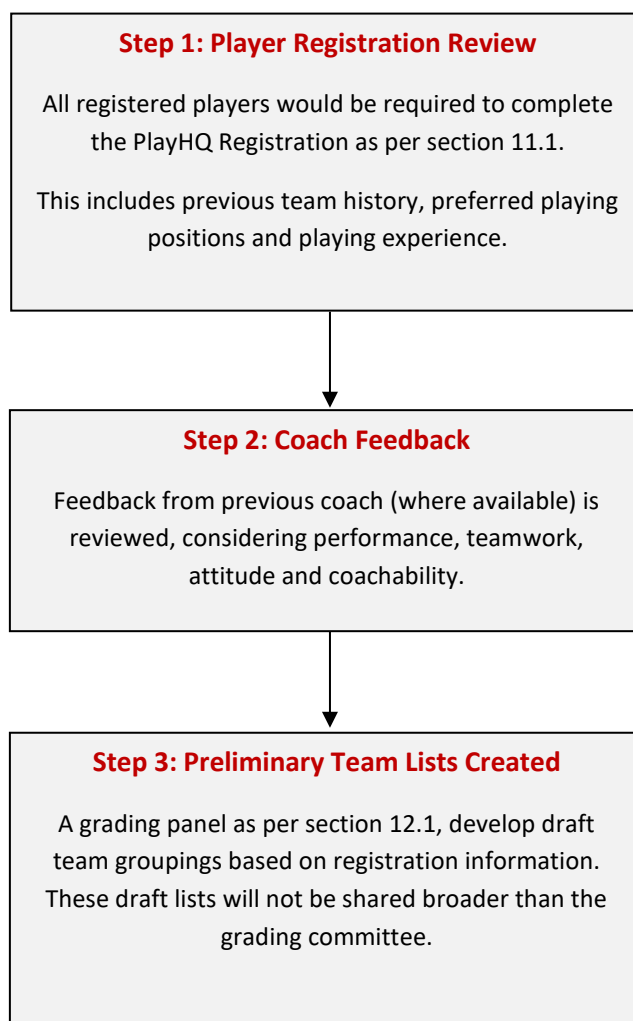 Step 1: Player Registration Review
All registered players would be required to complete
the PlayHQ Registration as per section 11.1.
This includes previous team history, preferred playing
positions and playing experience.
Step 2: Coach Feedback
Feedback from previous coach (where available) is
reviewed, considering performance, teamwork,
attitude and coachability.
Step 3: Preliminary Team Lists Created
A grading panel as per section 12.1, develop draft
team groupings based on registration information.
These draft lists will not be shared broader than the
grading committee.